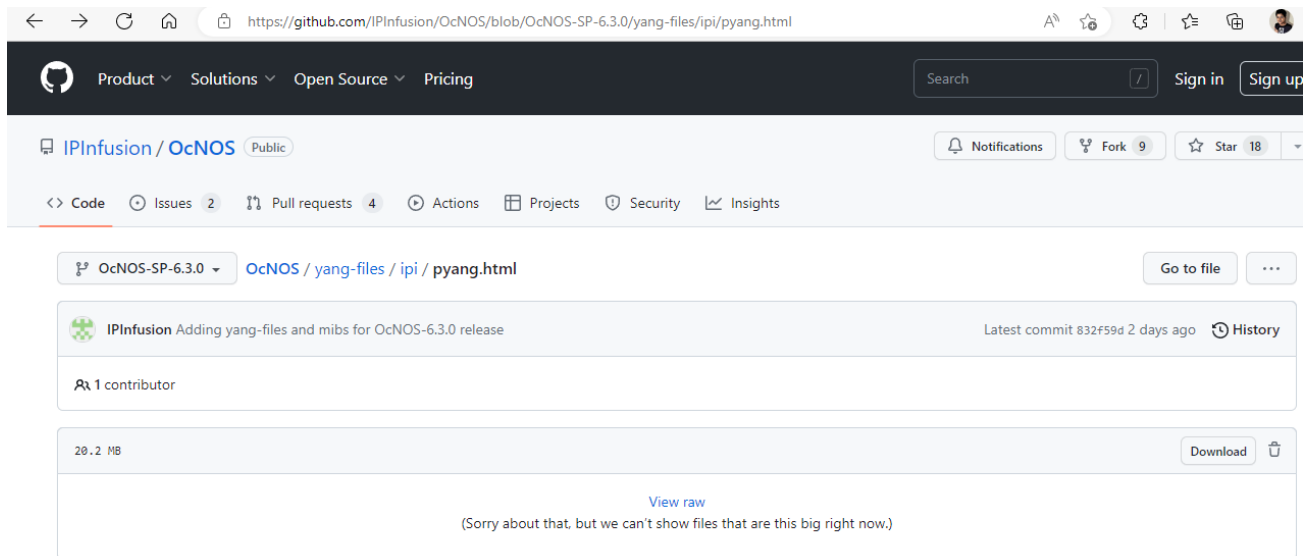 https://github.com/IPInfusion/OcNOS/blob/OcNOS-SP-6.3.0/yang-files/ipi/pyang.html
Product Solutions Open Source Pricing Search / Sign in Sign up
IPInfusion / OcNOS Public Notifications Fork 9 Star 18
<> Code Issues 2 Pull requests 4 Actions Projects Security Insights
OcNOS-SP-6.3.0 OcNOS / yang-files / ipi / pyang.html Go to file ...
IPInfusion Adding yang-files and mibs for OcNOS-6.3.0 release Latest commit 832f59d 2 days ago History
1 contributor
20.2 MB Download
View raw
(Sorry about that, but we can't show files that are this big right now.)